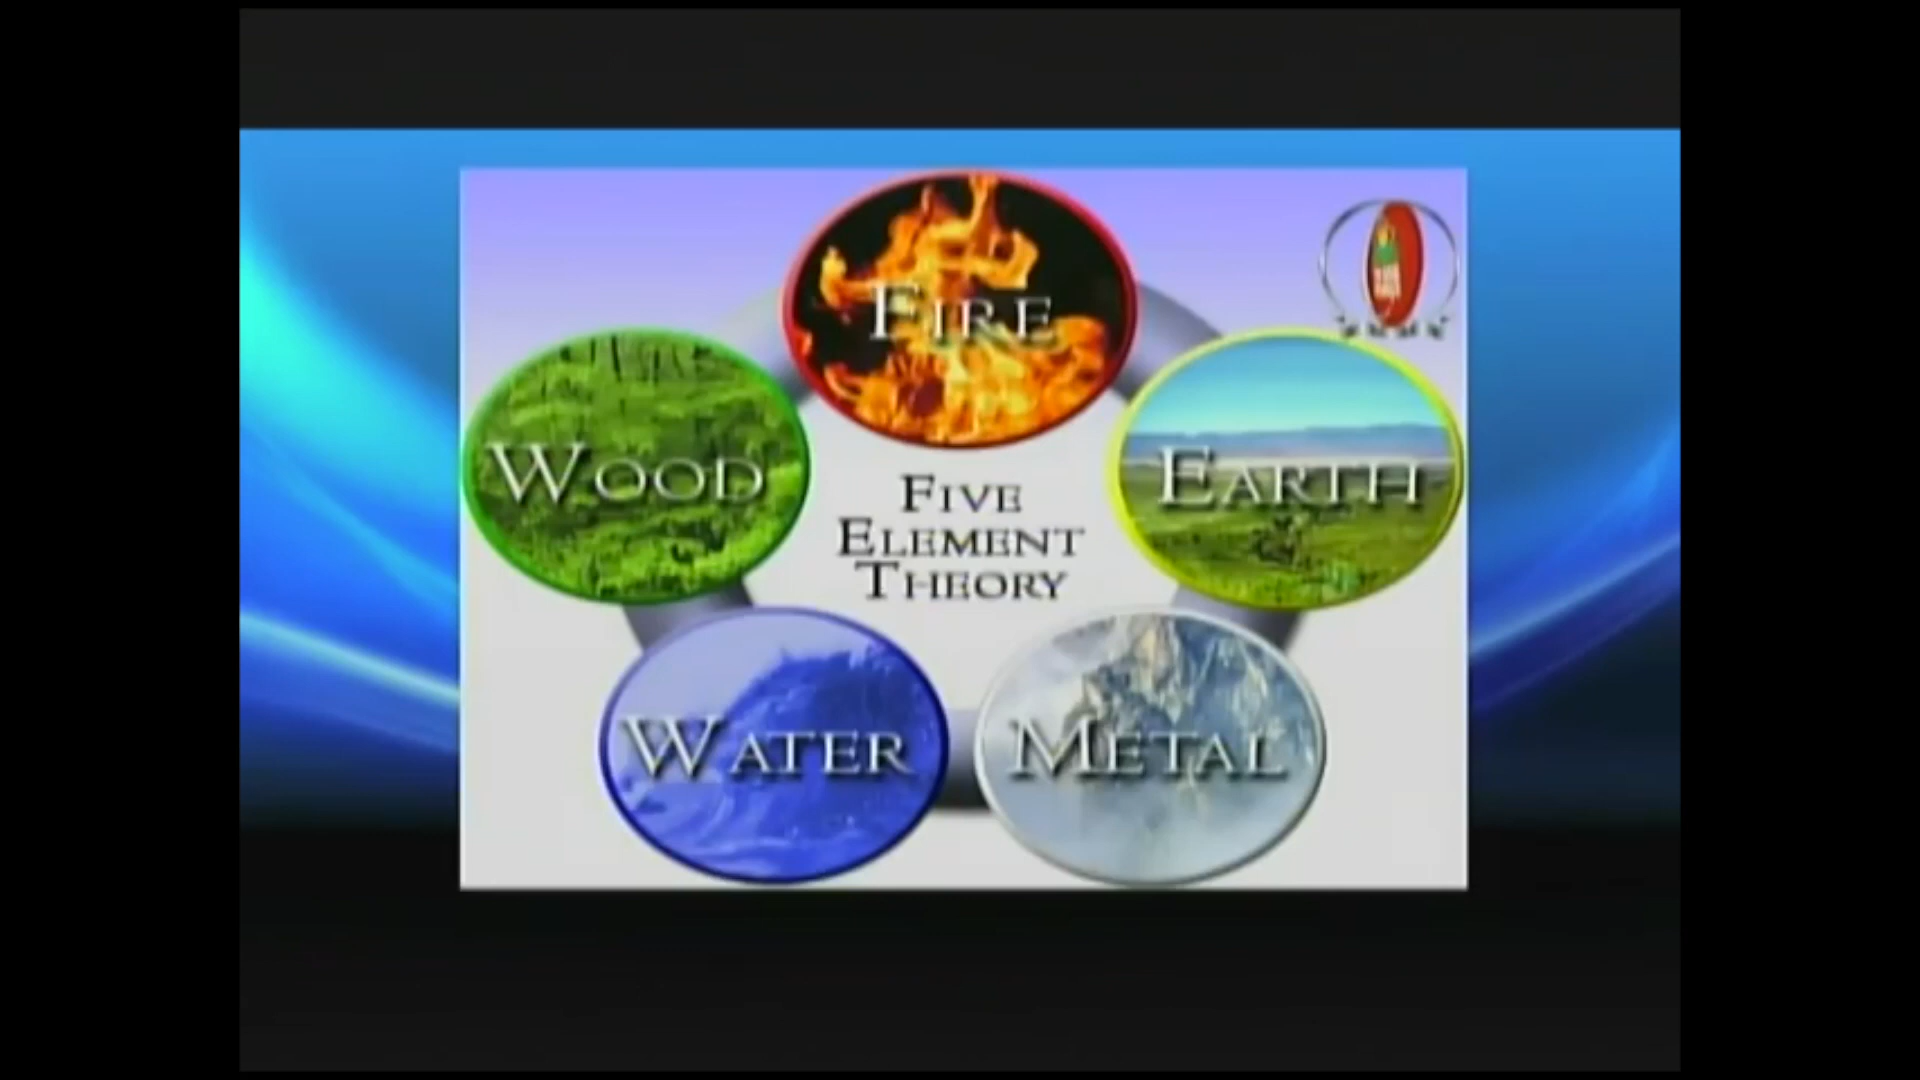 FIRE
WOOD
EARTH
FIVE
ELEMENT
THEORY
WATER
METAL